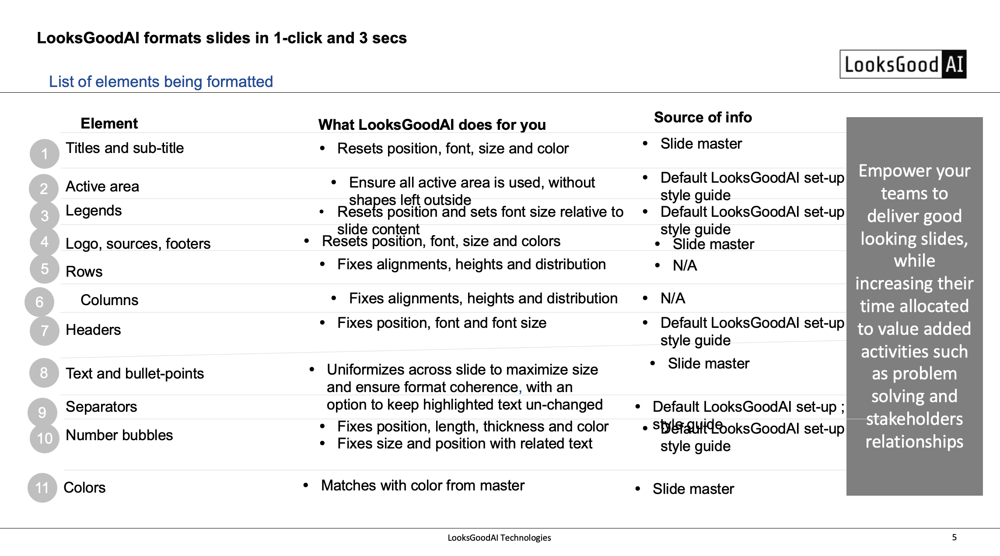 LooksGoodAI formats slides in 1-click and 3 secs
LooksGood AI
List of elements being formatted
Element
What LooksGoodAI does for you
Source of info
1
Titles and sub-title
• Resets position, font, size and color
• Slide master
2
Active area
• Ensure all active area is used, without
shapes left outside
• Default LooksGoodAI set-up
style guide
3
Legends
• Resets position and sets font size relative to
slide content
• Default LooksGoodAI set-up
style guide
4
Logo, sources, footers
• Resets position, font, size and colors
• Slide master
5
Rows
• Fixes alignments, heights and distribution
• N/A
6
Columns
• Fixes alignments, heights and distribution
• N/A
7
Headers
• Fixes position, font and font size
• Default LooksGoodAI set-up
style guide
8
Text and bullet-points
• Uniformizes across slide to maximize size
and ensure format coherence, with an
option to keep highlighted text un-changed
• Slide master
9
Separators
• Fixes position, length, thickness and color
• Default LooksGoodAI set-up ;
style guide
10
Number bubbles
• Fixes size and position with related text
• Default LooksGoodAI set-up
style guide
11
Colors
• Matches with color from master
• Slide master
Empower your
teams to
deliver good
looking slides,
while
increasing their
time allocated
to value added
activities such
as problem
solving and
stakeholders
relationships
LooksGoodAI Technologies
5